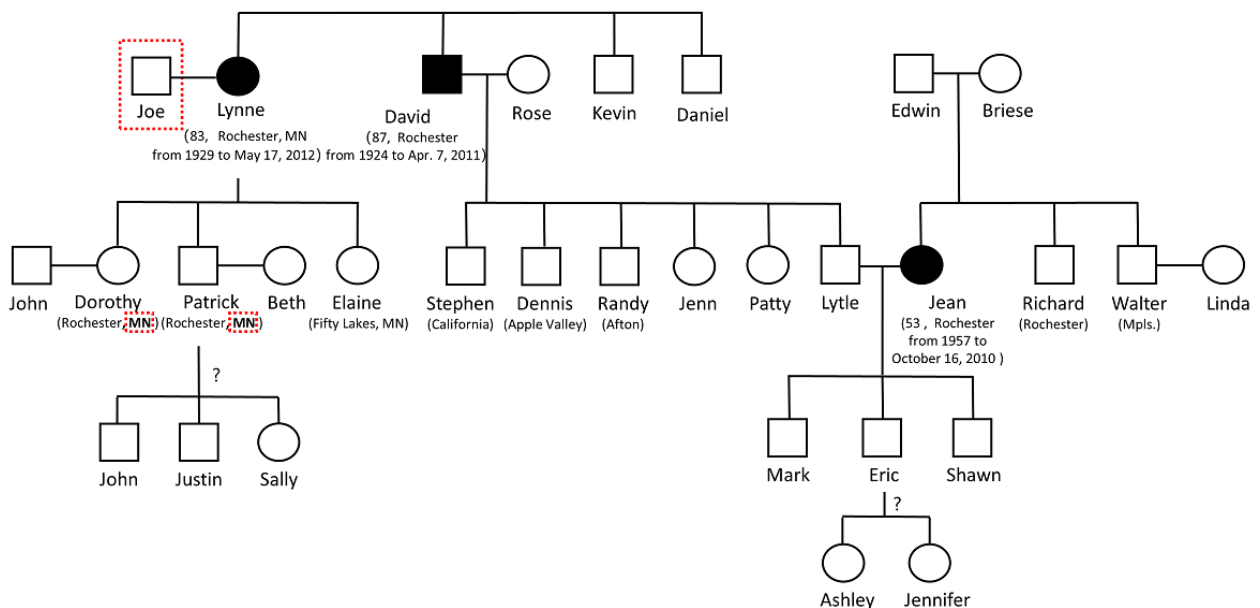 Joe
Lynne
(83, Rochester, MN
from 1929 to May 17, 2012)
David
(87, Rochester
from 1924 to Apr. 7, 2011)
Rose
Kevin
Daniel
Edwin
Briese
John
Dorothy
(Rochester, MN)
Patrick
(Rochester, MN)
Beth
Elaine
(Fifty Lakes, MN)
Stephen
(California)
Dennis
(Apple Valley)
Randy
(Afton)
Jenn
Patty
Lytle
Jean
(53, Rochester
from 1957 to
October 16, 2010)
Richard
(Rochester)
Walter
(Mpls.)
Linda
?
John
Justin
Sally
Mark
Eric
Shawn
?
Ashley
Jennifer